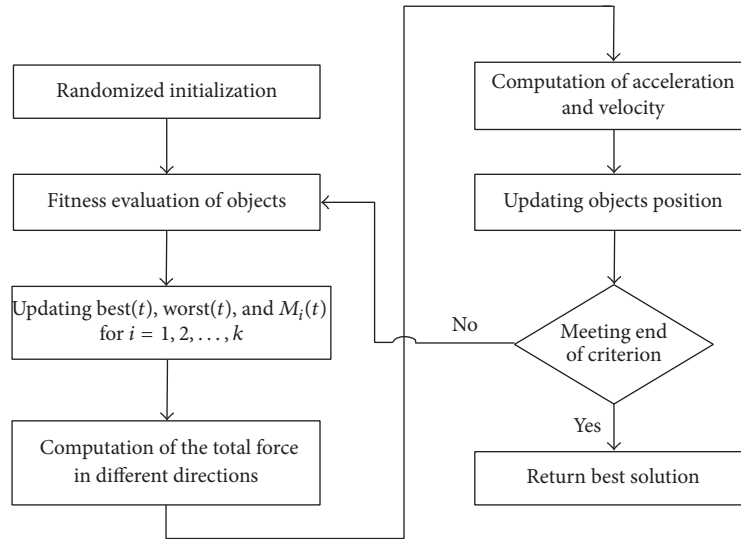 Randomized initialization
Fitness evaluation of objects
Updating best(t), worst(t), and M_i(t)
for i = 1, 2, . . . , k
Computation of the total force
in different directions
Computation of acceleration
and velocity
Updating objects position
Meeting end
of criterion
No
Yes
Return best solution